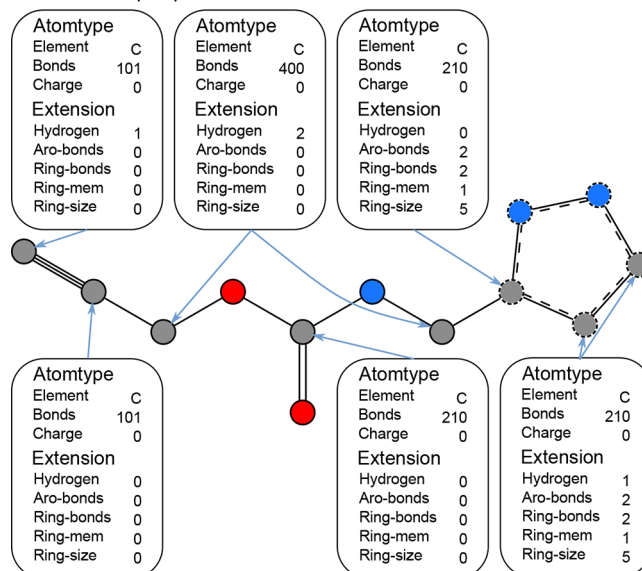 Atomtype
Element C
Bonds 101
Charge 0
Extension
Hydrogen 1
Aro-bonds 0
Ring-bonds 0
Ring-mem 0
Ring-size 0
Atomtype
Element C
Bonds 400
Charge 0
Extension
Hydrogen 2
Aro-bonds 0
Ring-bonds 0
Ring-mem 0
Ring-size 0
Atomtype
Element C
Bonds 210
Charge 0
Extension
Hydrogen 0
Aro-bonds 2
Ring-bonds 2
Ring-mem 1
Ring-size 5
Atomtype
Element C
Bonds 101
Charge 0
Extension
Hydrogen 0
Aro-bonds 0
Ring-bonds 0
Ring-mem 0
Ring-size 0
Atomtype
Element C
Bonds 210
Charge 0
Extension
Hydrogen 0
Aro-bonds 0
Ring-bonds 0
Ring-mem 0
Ring-size 0
Atomtype
Element C
Bonds 210
Charge 0
Extension
Hydrogen 1
Aro-bonds 2
Ring-bonds 2
Ring-mem 1
Ring-size 5